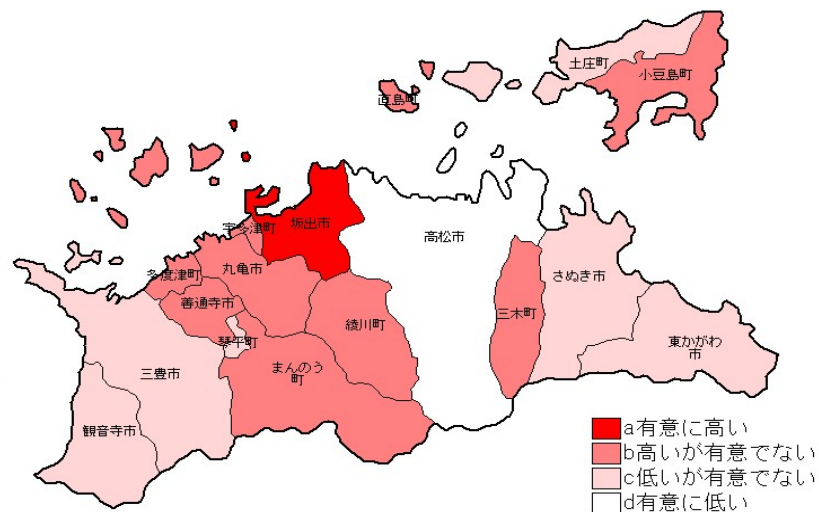 土庄町
小豆島町
直島町
宇多津町
坂出市
高松市
多度津町
丸亀市
さぬき市
善通寺市
三木町
綾川町
琴平町
東かがわ
市
まんのう
町
三豊市
観音寺市
a有意に高い
b高いが有意でない
c低いが有意でない
d有意に低い